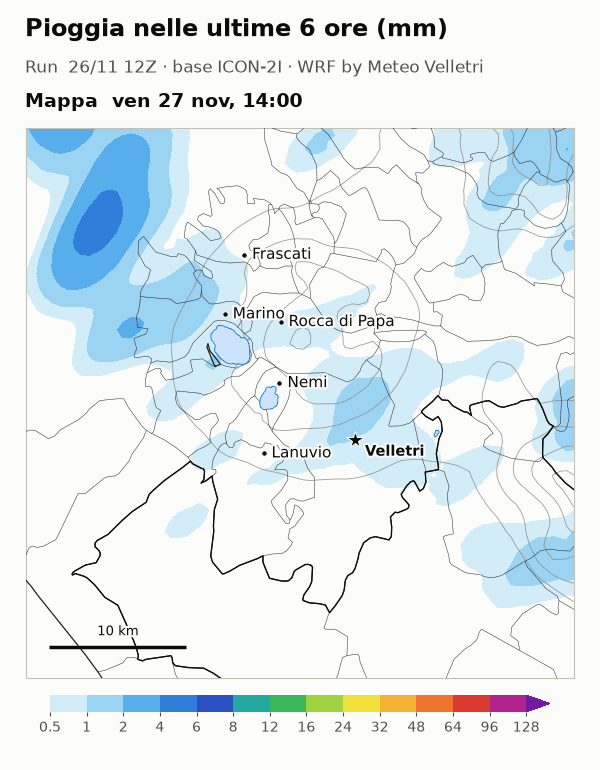 Pioggia nelle ultime 6 ore (mm)
Run 26/11 12Z · base ICON-2I · WRF by Meteo Velletri
Mappa ven 27 nov, 14:00
Frascati
Marino
Rocca di Papa
Nemi
Velletri
Lanuvio
10 km
0.5 1 2 4 6 8 12 16 24 32 48 64 96 128